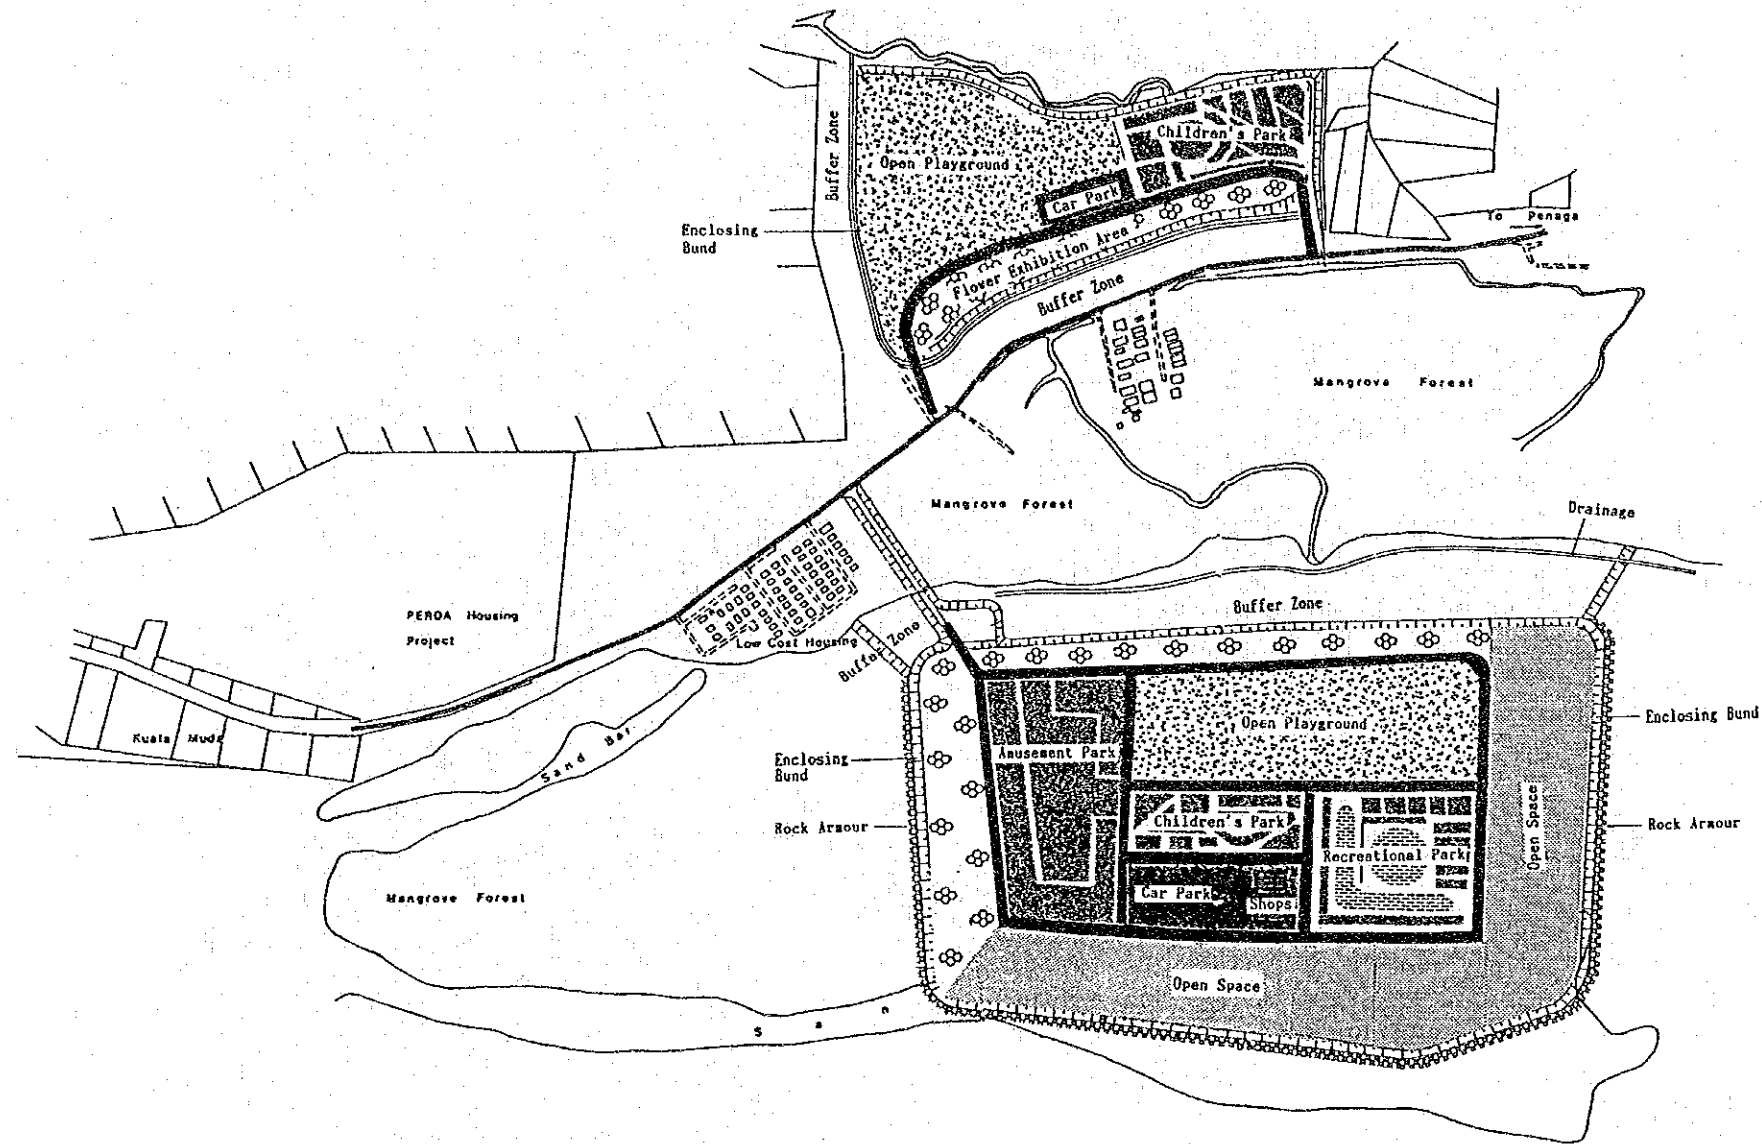 Buffer Zone
Children's Park
Open Playground
Car Park
To Penaga
Enclosing
Bund
Flower Exhibition Area
Buffer Zone
Mangrove Forest
Mangrove Forest
Drainage
PERDA Housing
Project
Low Cost Housing
Buffer Zone
Buffer Zone
Kuala Muda
Sand Bar
Enclosing
Bund
Amusement Park
Open Playground
Enclosing Bund
Rock Armour
Children's Park
Recreational Park
Open Space
Rock Armour
Mangrove Forest
Car Park
Shops
Open Space
S a n